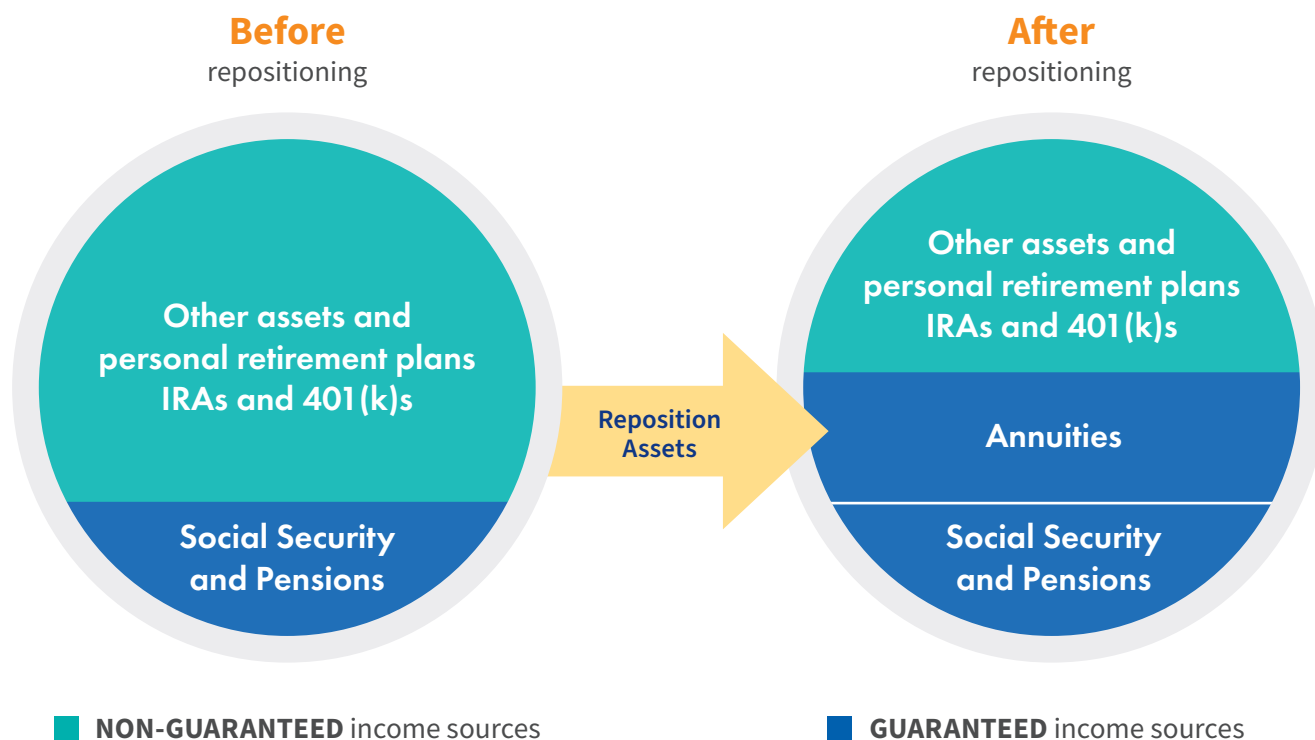 Before
repositioning
After
repositioning
Other assets and
personal retirement plans
IRAs and 401(k)s
Social Security
and Pensions
Reposition
Assets
Other assets and
personal retirement plans
IRAs and 401(k)s
Annuities
Social Security
and Pensions
NON-GUARANTEED income sources
GUARANTEED income sources